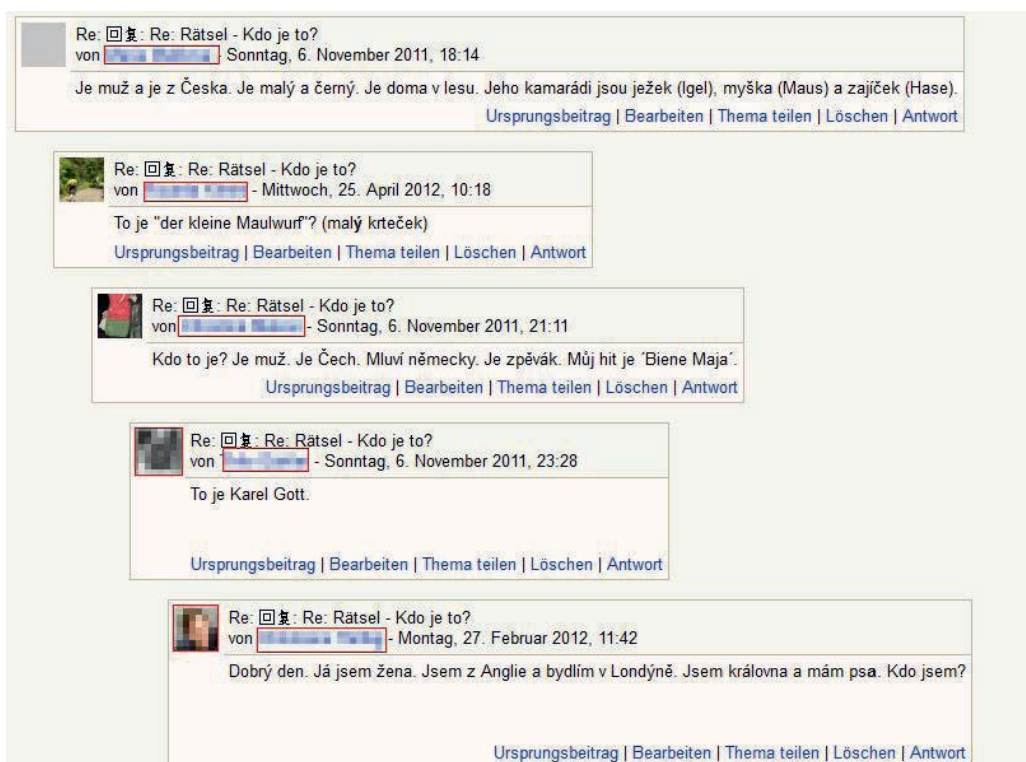 Re: 回复: Re: Rätsel - Kdo je to?
von - Sonntag, 6. November 2011, 18:14
Je muž a je z Česka. Je malý a černý. Je doma v lesu. Jeho kamarádi jsou ježek (Igel), myška (Maus) a zajíček (Hase).
Ursprungsbeitrag | Bearbeiten | Thema teilen | Löschen | Antwort
Re: 回复: Re: Rätsel - Kdo je to?
von - Mittwoch, 25. April 2012, 10:18
To je "der kleine Maulwurf"? (malý krteček)
Ursprungsbeitrag | Bearbeiten | Thema teilen | Löschen | Antwort
Re: 回复: Re: Rätsel - Kdo je to?
von - Sonntag, 6. November 2011, 21:11
Kdo to je? Je muž. Je Čech. Mluví německy. Je zpěvák. Můj hit je ´Biene Maja´.
Ursprungsbeitrag | Bearbeiten | Thema teilen | Löschen | Antwort
Re: 回复: Re: Rätsel - Kdo je to?
von - Sonntag, 6. November 2011, 23:28
To je Karel Gott.
Ursprungsbeitrag | Bearbeiten | Thema teilen | Löschen | Antwort
Re: 回复: Re: Rätsel - Kdo je to?
von - Montag, 27. Februar 2012, 11:42
Dobrý den. Já jsem žena. Jsem z Anglie a bydlím v Londýně. Jsem královna a mám psa. Kdo jsem?
Ursprungsbeitrag | Bearbeiten | Thema teilen | Löschen | Antwort